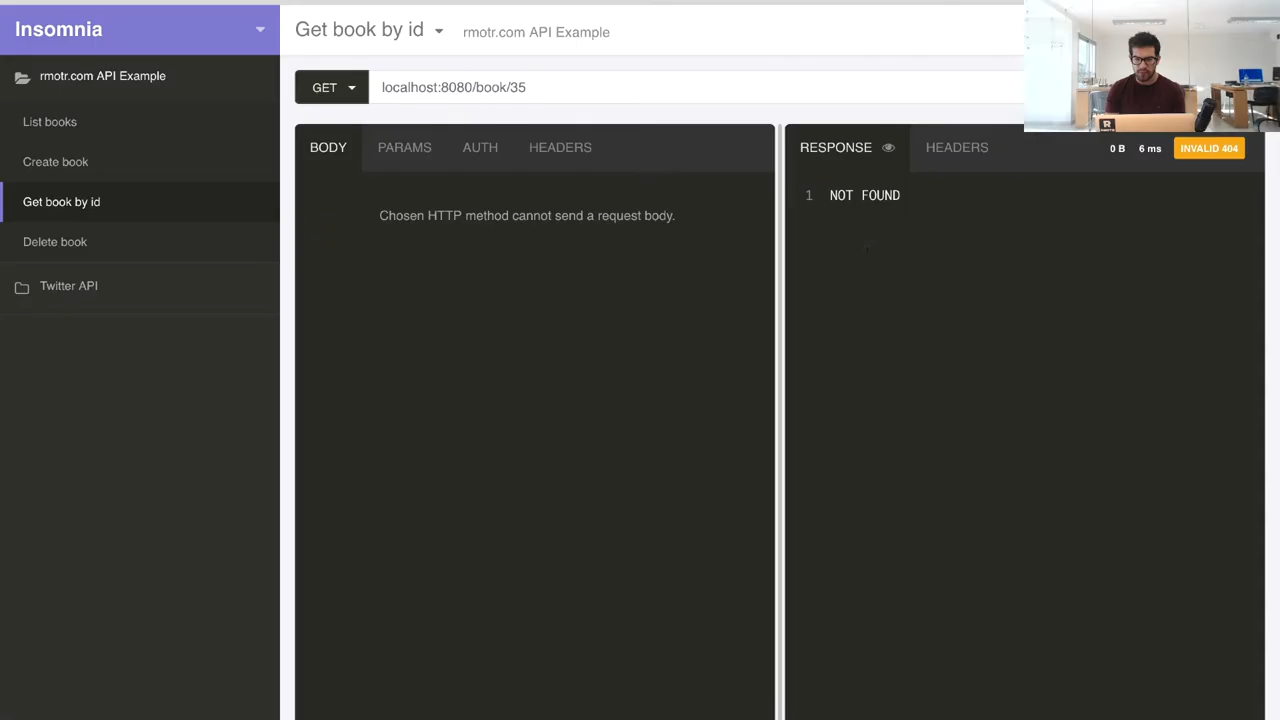 Insomnia
Get book by id
rmotr.com API Example
rmotr.com API Example
GET
localhost:8080/book/35
List books
Create book
Get book by id
Delete book
Twitter API
BODY
PARAMS
AUTH
HEADERS
Chosen HTTP method cannot send a request body.
RESPONSE
HEADERS
0 B
6 ms
INVALID 404
1
NOT FOUND
R